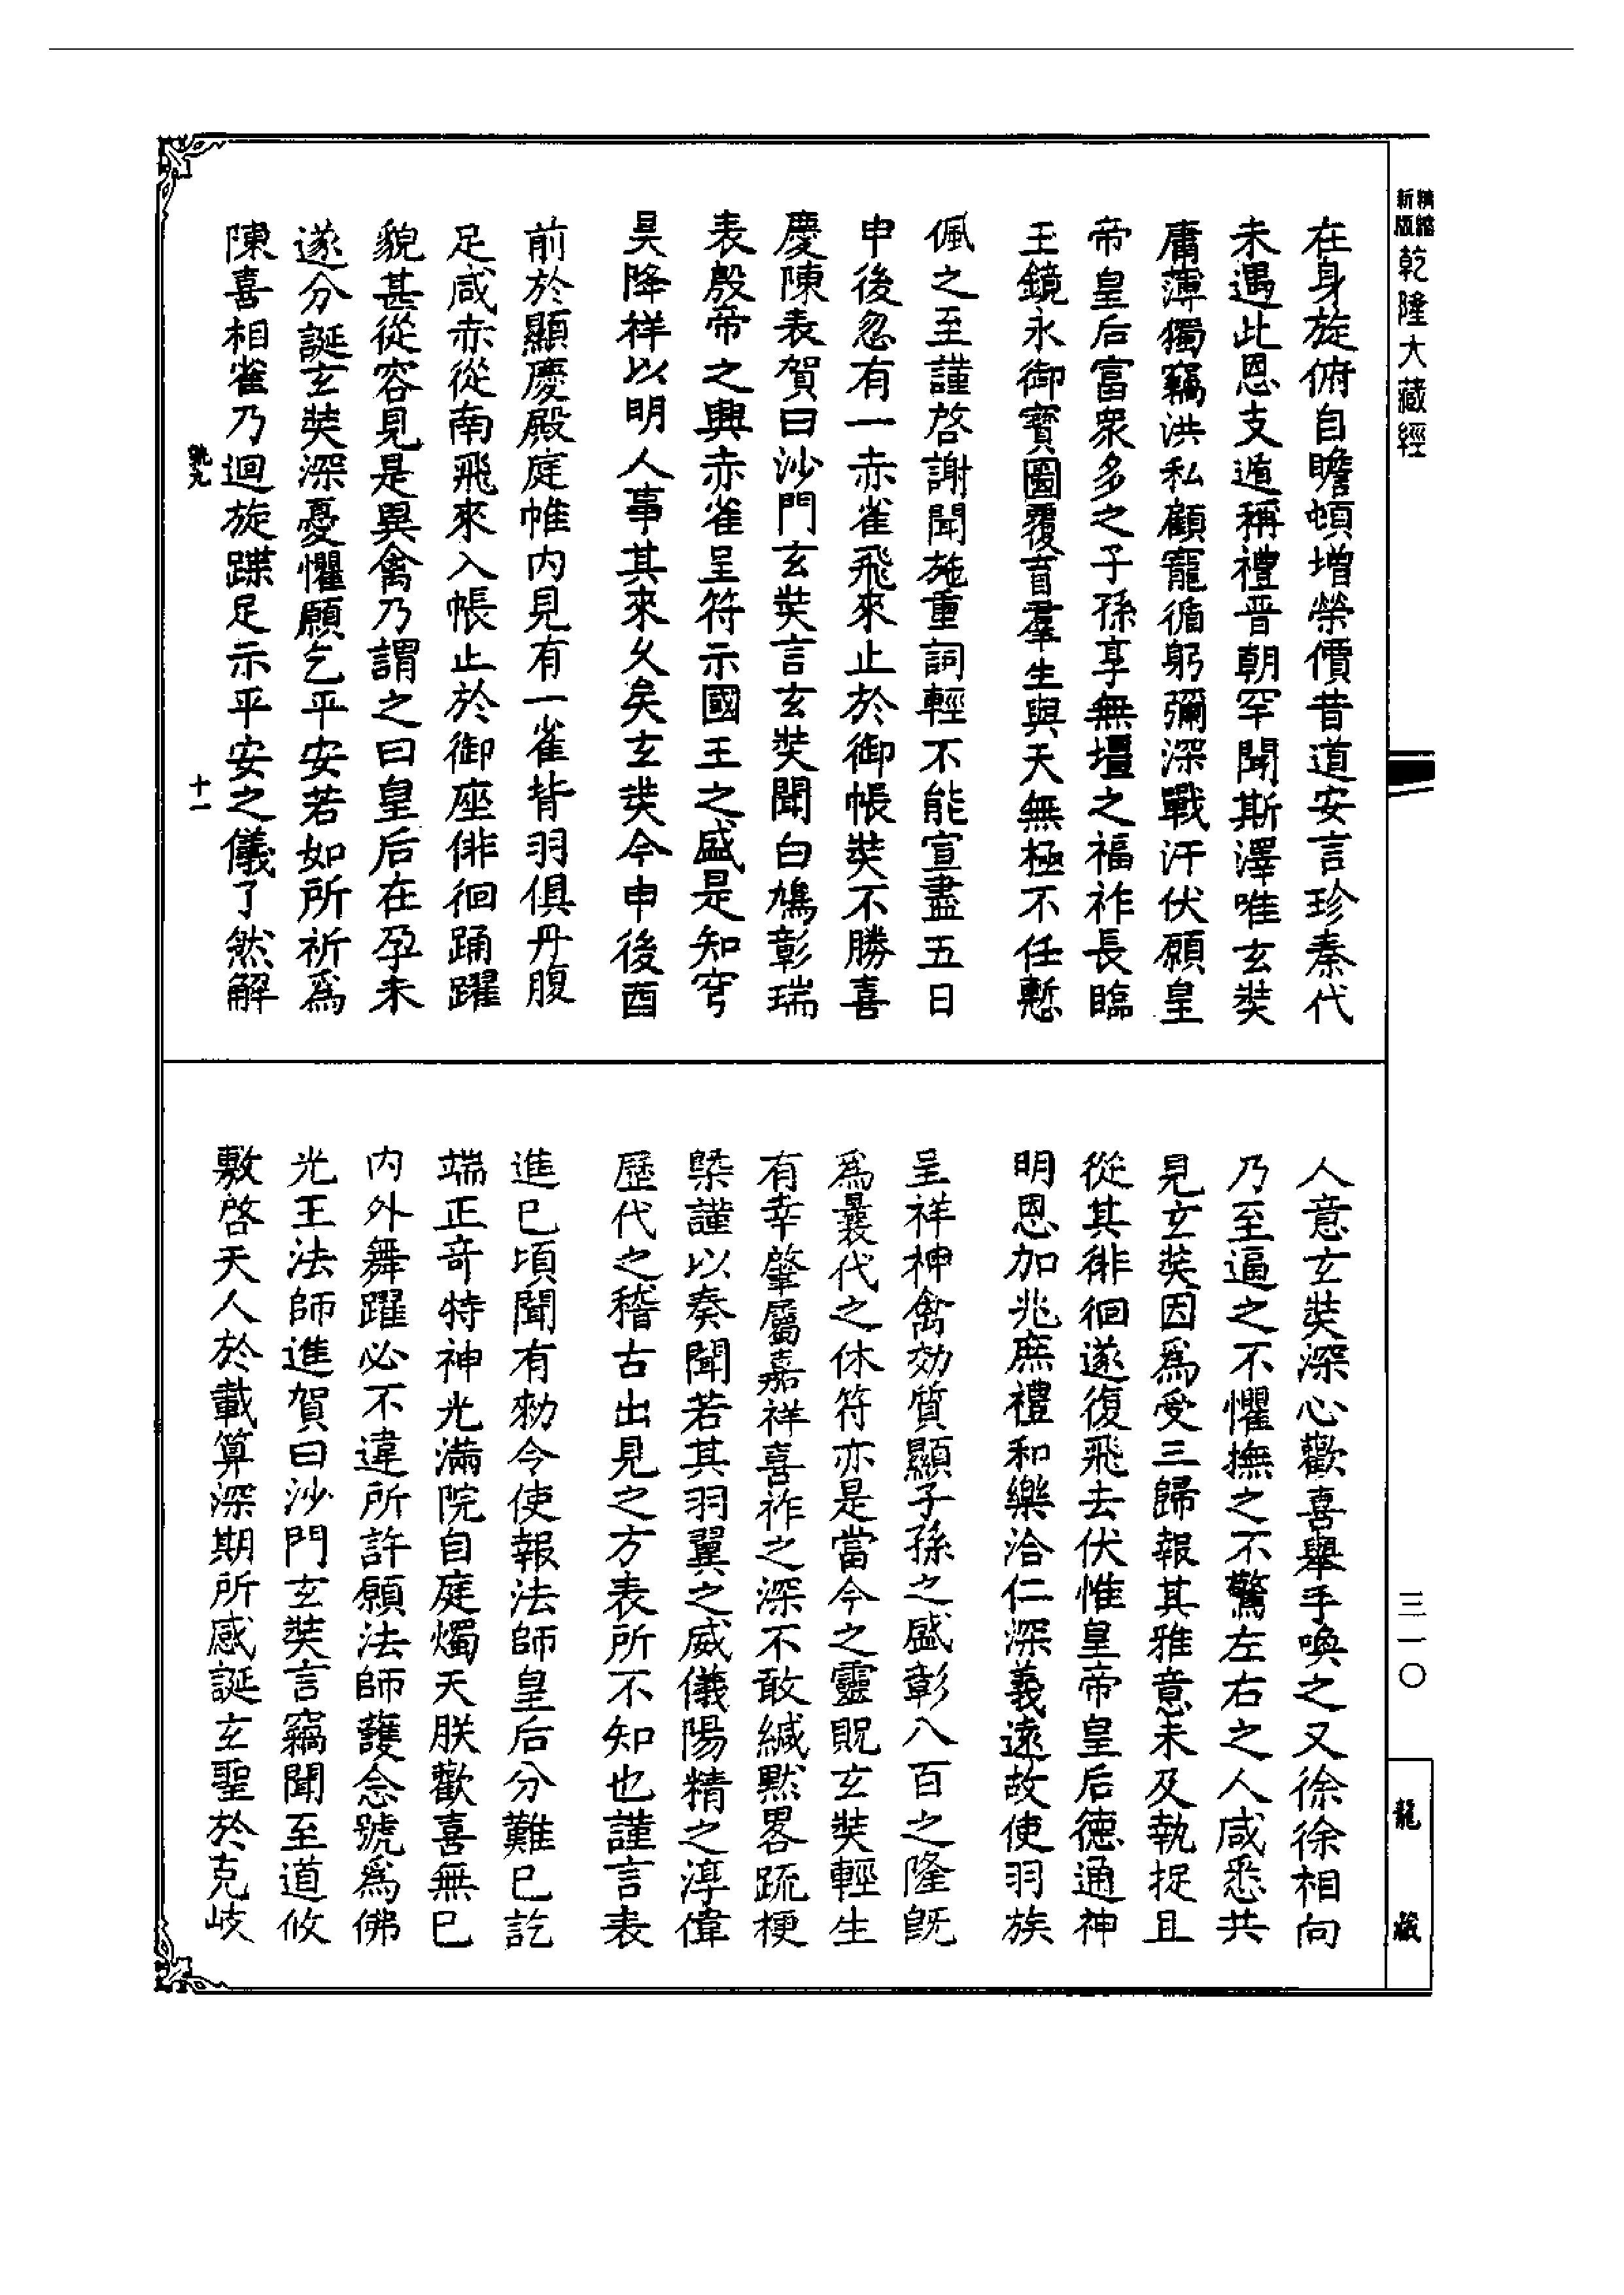 精縮新版乾隆大藏經
在身旋俯自瞻頓增榮價昔道安言珍秦代
未遇此恩支遁稱禮晉朝罕聞斯澤唯玄奘
庸薄獨竊洪私顧寵循躬彌深戰汗伏願皇
帝皇后富衆多之子孫享無壃之福祚長臨
玉鏡永御寶圖覆育羣生與天無極不任慙
佩之至謹啓謝聞施重詞輕不能宣盡五日
申後忽有一赤雀飛來止於御帳奘不勝喜
慶陳表賀曰沙門玄奘言玄奘聞白鳩彰瑞
表殷帝之興赤雀呈符示國王之盛是知穹
昊降祥以明人事其來久矣玄奘今申後酉
前於顯慶殿庭帷内見有一雀背羽俱丹腹
足咸赤從南飛來入帳止於御座徘徊踊躍
貌甚從容見是異禽乃謂之曰皇后在孕未
遂分誕玄奘深憂懼願乞平安若如所祈爲
陳喜相雀乃迴旋蹀足示平安之儀了然解
十一
人意玄奘深心歡喜舉手喚之又徐徐相向
乃至逼之不懼撫之不驚左右之人咸悉共
見玄奘因爲受三歸報其雅意未及執捉且
從其徘徊遂復飛去伏惟皇帝皇后德通神
明恩加兆庶禮和樂洽仁深義遠故使羽族
呈祥神禽効質顯子孫之盛彰八百之隆旣
爲曩代之休符亦是當今之靈貺玄奘輕生
有幸肇屬嘉祥喜祚之深不敢緘默畧疏梗
槩謹以奏聞若其羽翼之威儀陽精之淳偉
歷代之稽古出見之方表所不知也謹言表
進已頃聞有勑令使報法師皇后分難已訖
端正竒特神光滿院自庭燭天朕歡喜無已
内外舞躍必不違所許願法師護念號爲佛
光王法師進賀曰沙門玄奘言竊聞至道攸
敷啓天人於載算深期所感誕玄聖於克岐
三一〇
龍藏